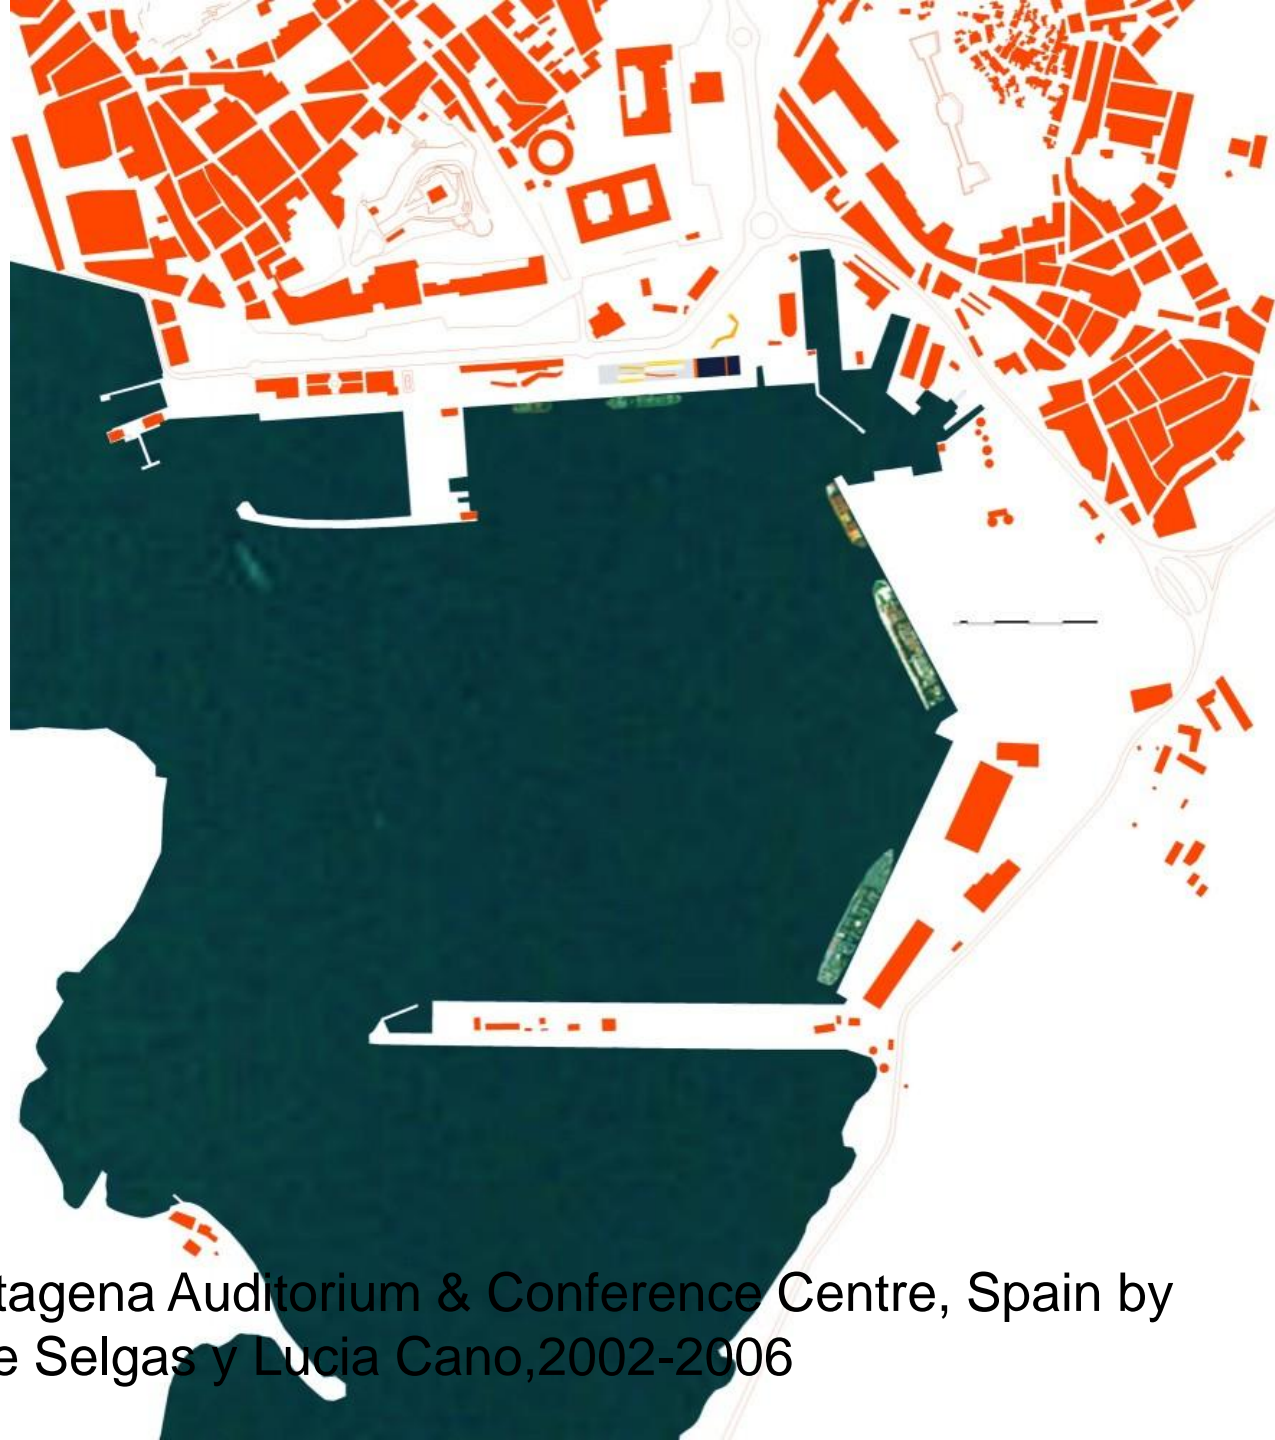 tagena Auditorium & Conference Centre, Spain by
e Selgas y Lucia Cano,2002-2006